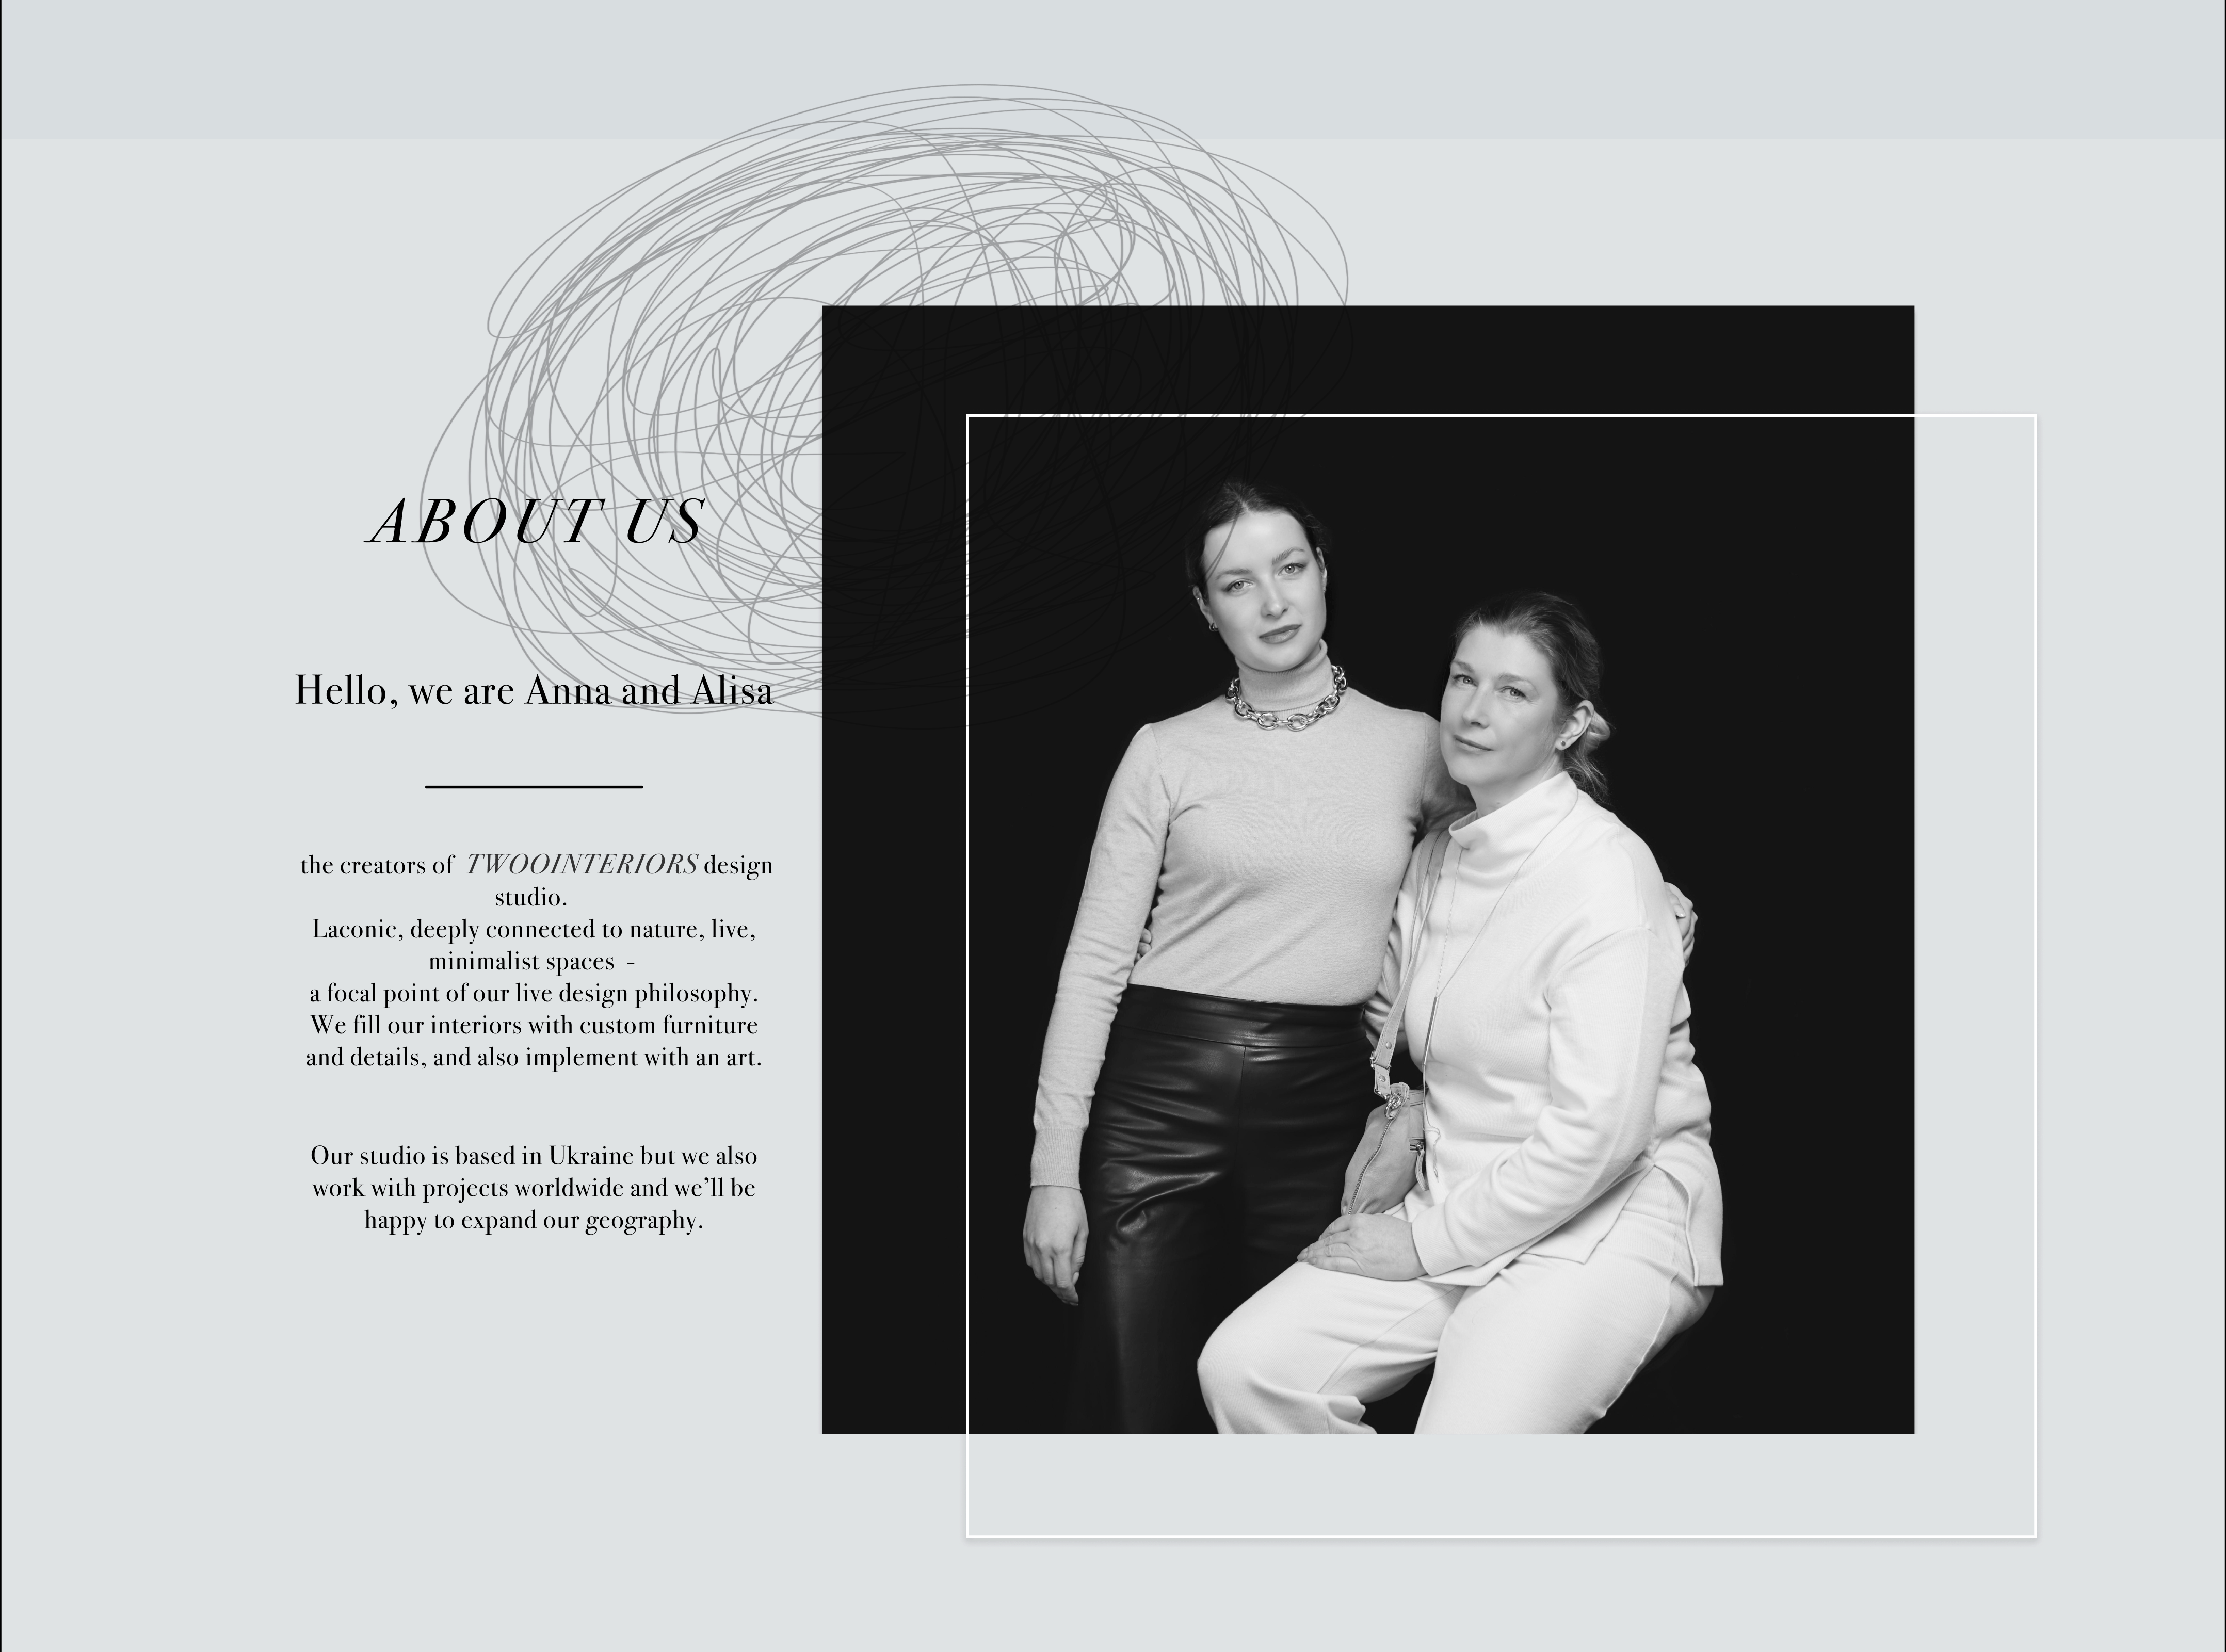 ABOUT US
Hello, we are Anna and Alisa
the creators of TWOOINTERIORS design
studio.
Laconic, deeply connected to nature, live,
minimalist spaces -
a focal point of our live design philosophy.
We fill our interiors with custom furniture
and details, and also implement with an art.
Our studio is based in Ukraine but we also
work with projects worldwide and we’ll be
happy to expand our geography.